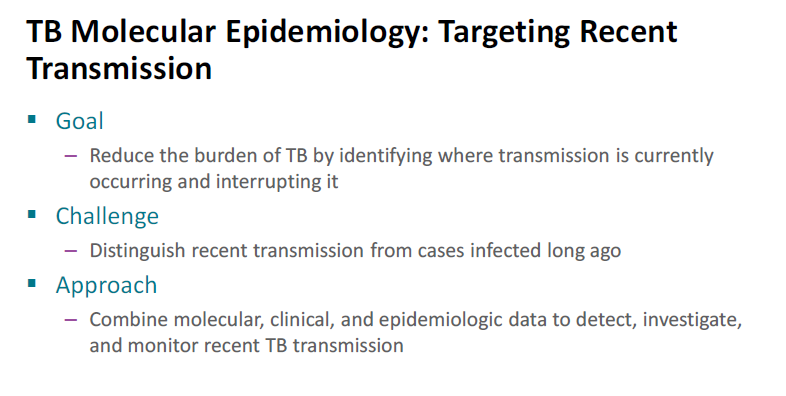 TB Molecular Epidemiology: Targeting Recent
Transmission
▪ Goal
– Reduce the burden of TB by identifying where transmission is currently
occurring and interrupting it
▪ Challenge
– Distinguish recent transmission from cases infected long ago
▪ Approach
– Combine molecular, clinical, and epidemiologic data to detect, investigate,
and monitor recent TB transmission